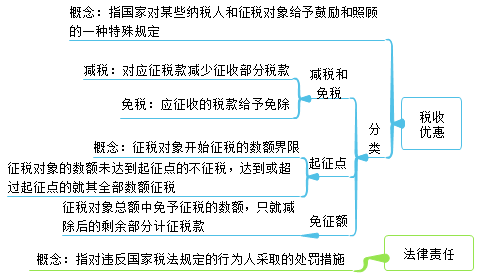 概念：指国家对某些纳税人和征税对象给予鼓励和照顾
的一种特殊规定
减税：对应征税款减少征收部分税款
减税和
免税
免税：应征收的税款给予免除
税收
优惠
分类
概念：征税对象开始征税的数额界限
起征点
征税对象的数额未达到起征点的不征税，达到或超
过起征点的就其全部数额征税
征税对象总额中免予征税的数额，只就减
除后的剩余部分计征税款
免征额
法律责任
概念：指对违反国家税法规定的行为人采取的处罚措施